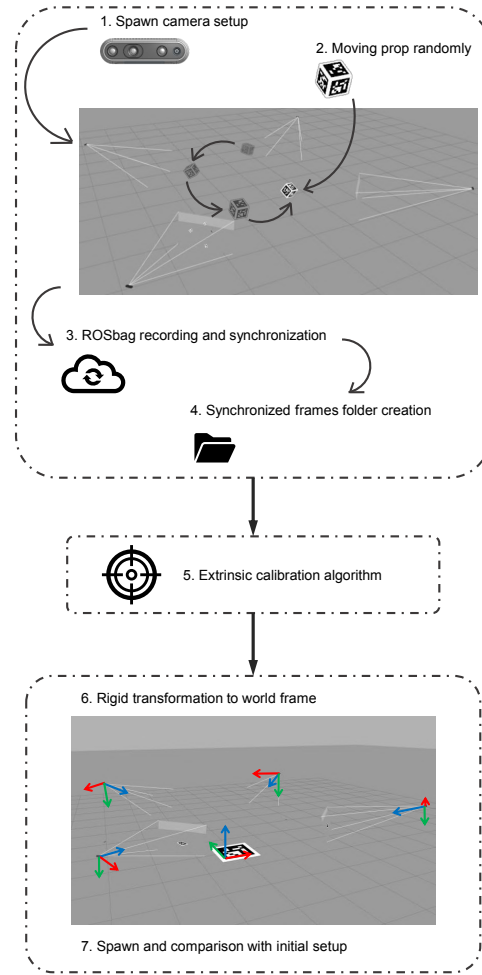 1. Spawn camera setup
2. Moving prop randomly
3. ROSbag recording and synchronization
4. Synchronized frames folder creation
5. Extrinsic calibration algorithm
6. Rigid transformation to world frame
7. Spawn and comparison with initial setup